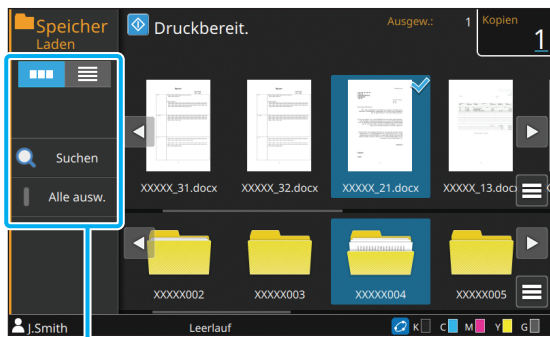 Speicher
Laden
Druckbereit.
Ausgew.: 1
Kopien
1
Suchen
Alle ausw.
XXXXX_31.docx
XXXXX_32.docx
XXXXX_21.docx
XXXXX_13.docx
XXXXX002
XXXXX003
XXXXX004
XXXXX005
J.Smith
Leerlauf
K C M Y G